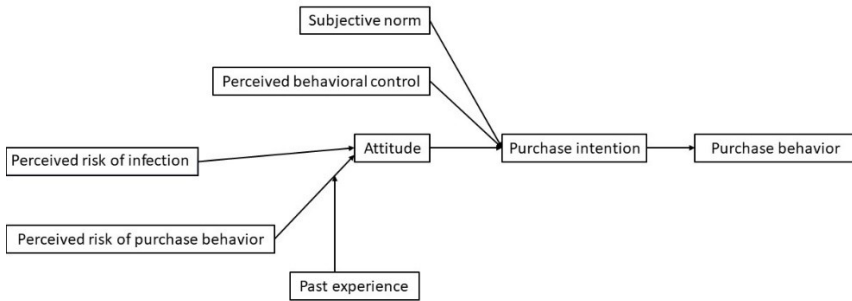 Subjective norm
Perceived behavioral control
Attitude
Purchase intention
Purchase behavior
Perceived risk of infection
Perceived risk of purchase behavior
Past experience